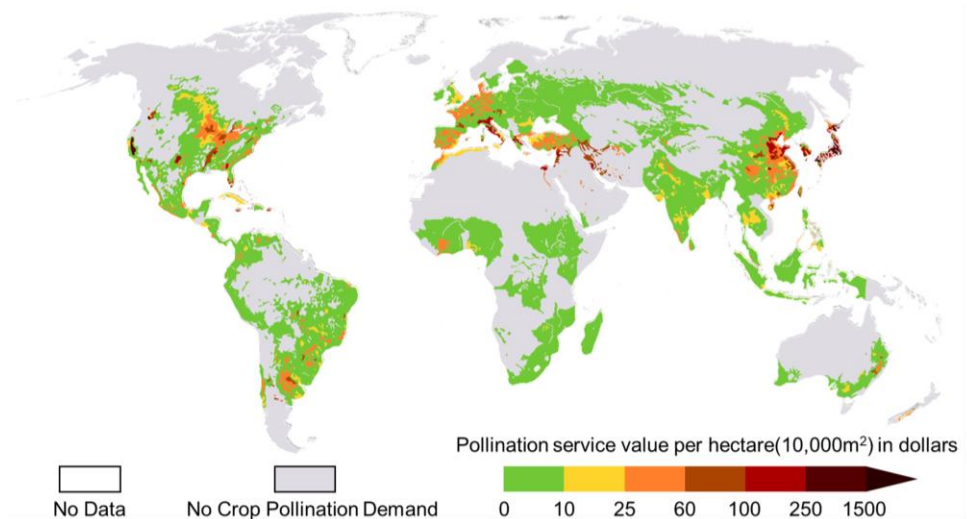 Pollination service value per hectare(10,000m²) in dollars
No Data
No Crop Pollination Demand
0 10 25 60 100 250 1500